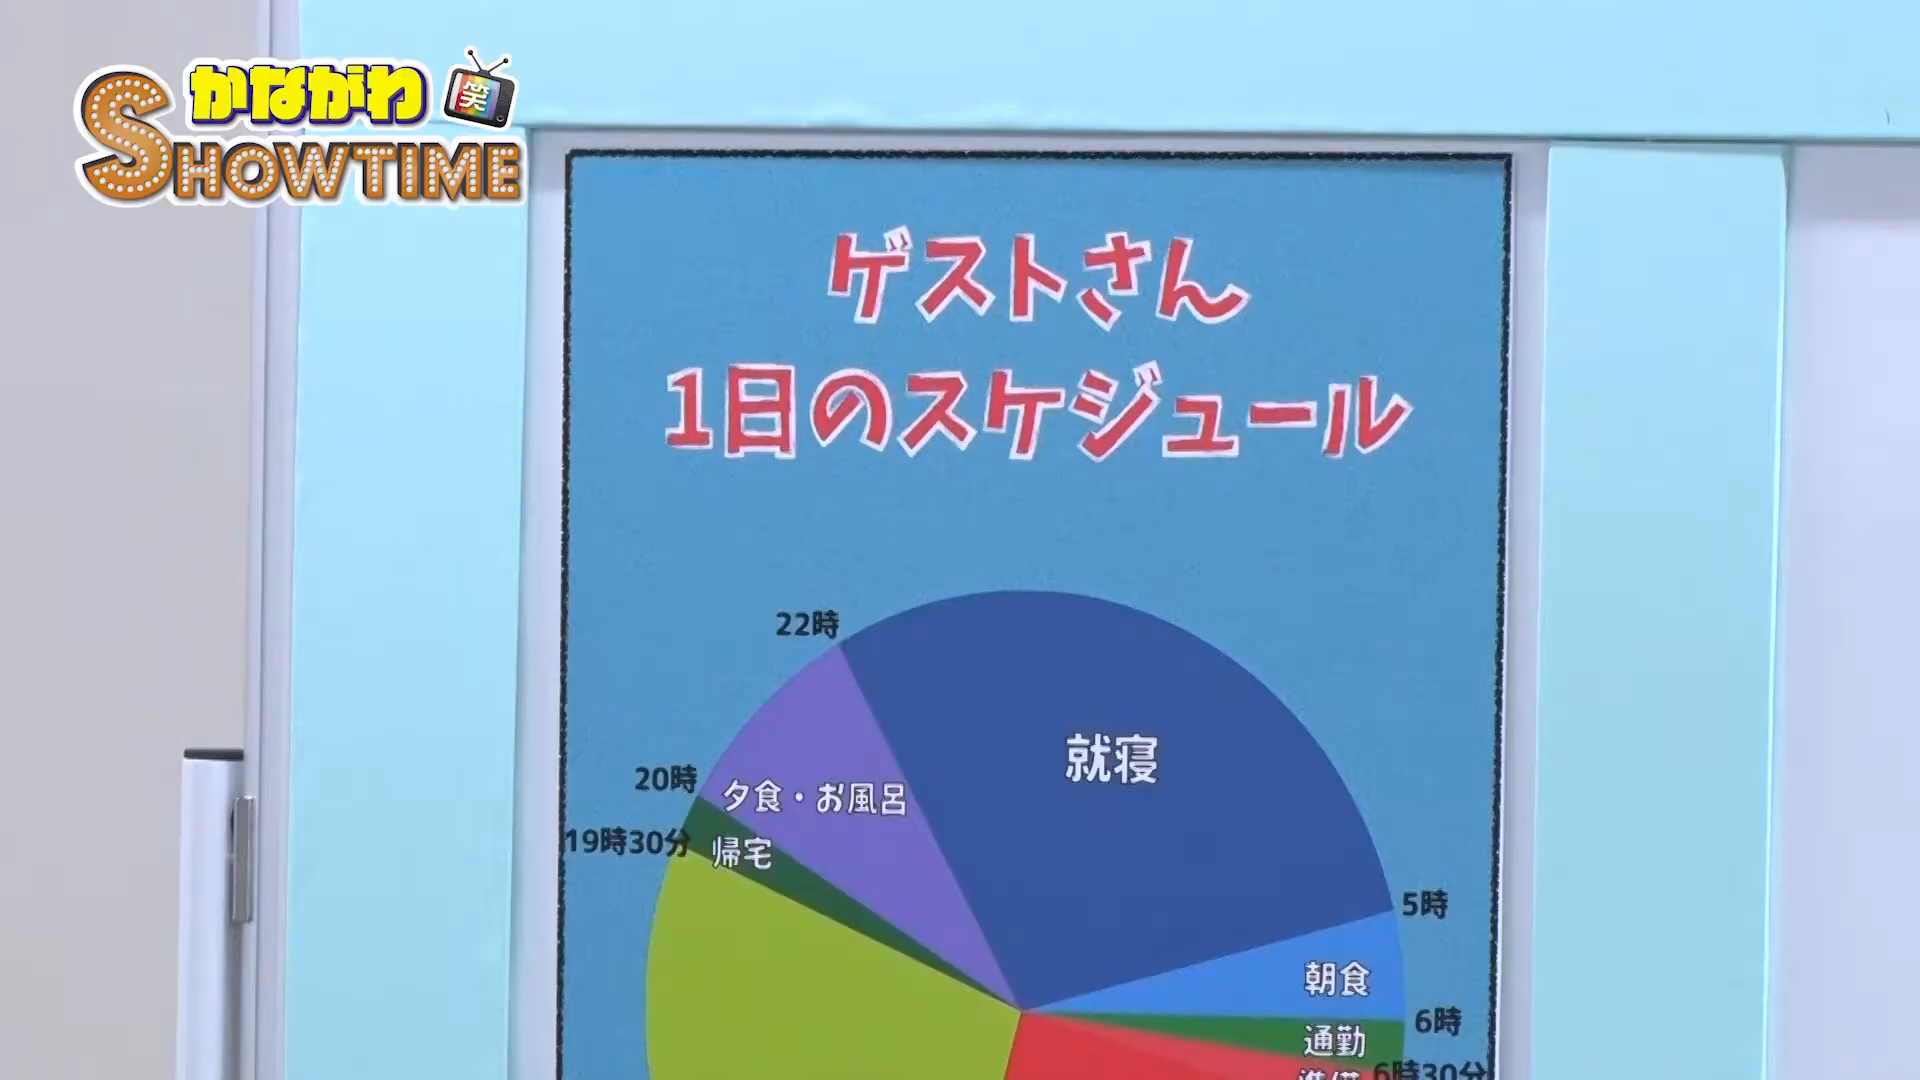 かながわ
笑
SHOWTIME
ゲストさん
1日のスケジュール
22時
就寝
20時
夕食・お風呂
19時30分
帰宅
5時
朝食
6時
通勤
6時30分
準備